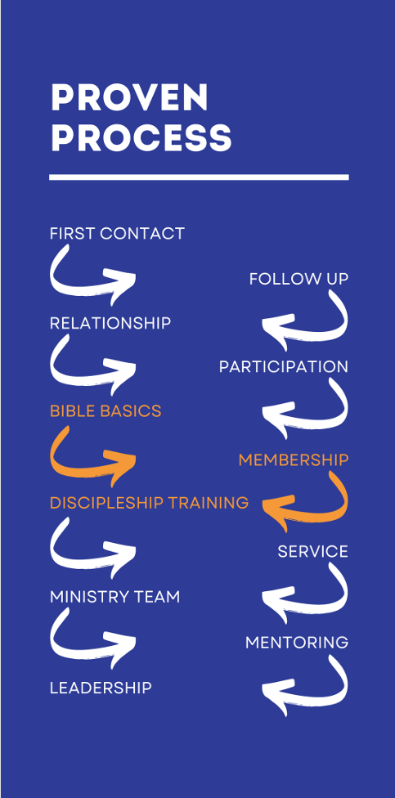 PROVEN
PROCESS
FIRST CONTACT
FOLLOW UP
RELATIONSHIP
PARTICIPATION
BIBLE BASICS
MEMBERSHIP
DISCIPLESHIP TRAINING
SERVICE
MINISTRY TEAM
MENTORING
LEADERSHIP